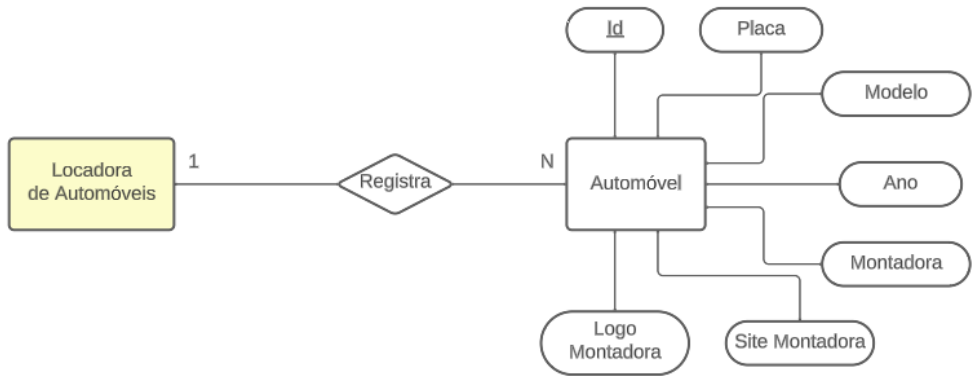 Id
Placa
Modelo
Locadora
de Automóveis
1
Registra
N
Automóvel
Ano
Montadora
Logo
Montadora
Site Montadora